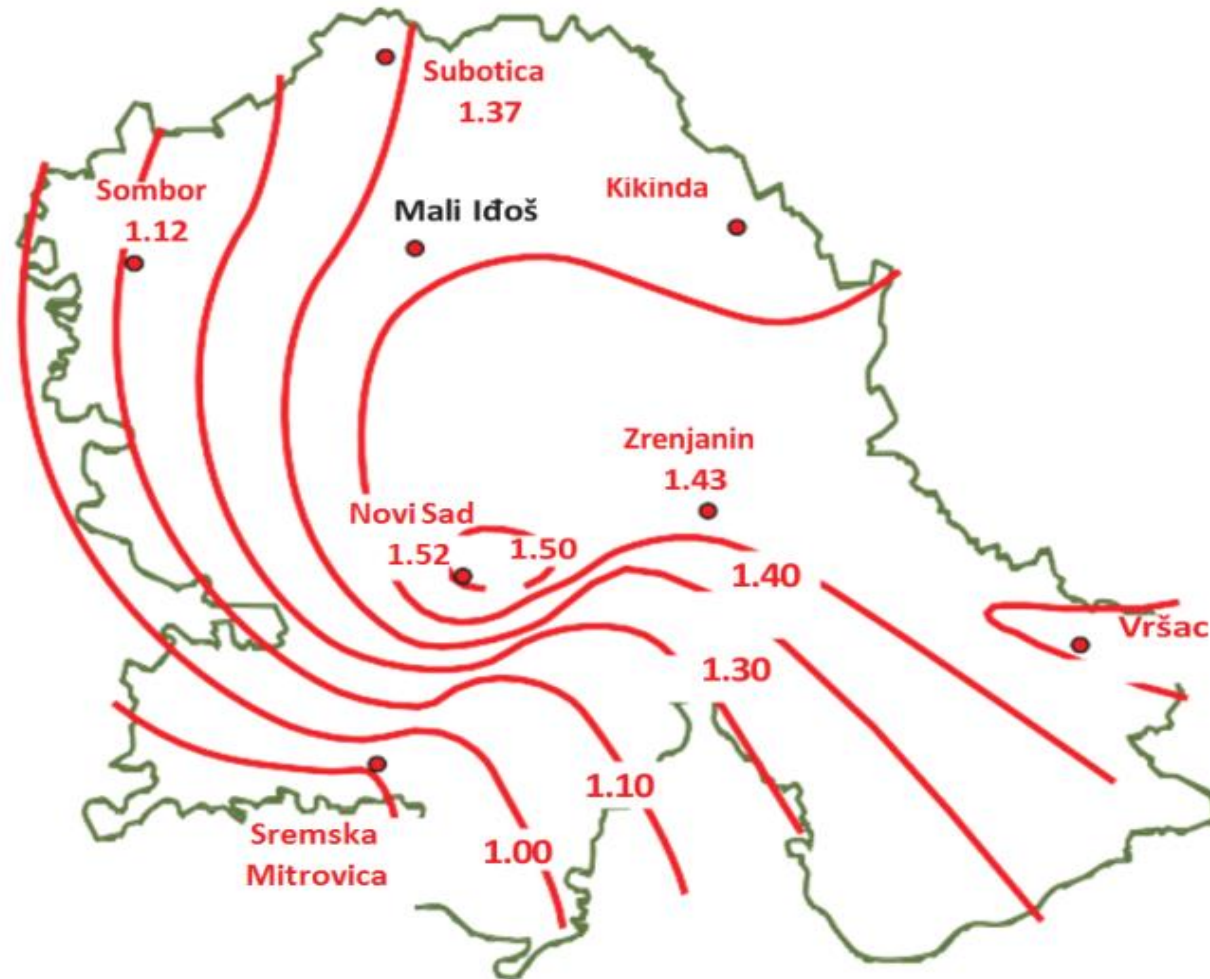 Subotica
1.37
Sombor
1.12
Mali Iđoš
Kikinda
Zrenjanin
1.43
Novi Sad
1.52
1.50
1.40
Vršac
1.30
1.10
1.00
Sremska
Mitrovica